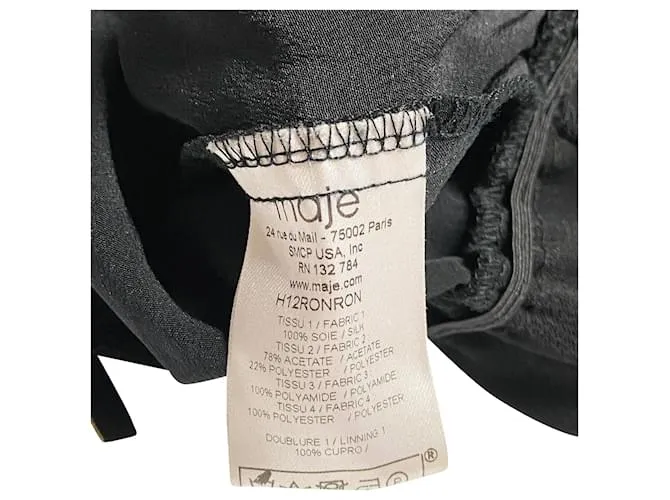 maje
24 rue du Mail - 75002 Paris
SMCP USA, Inc
RN 132 784
www.maje.com
H12RONRON
TISSU 1 / FABRIC 1
100% SOIE / SILK
TISSU 2 / FABRIC 2
78% ACETATE / ACETATE
22% POLYESTER / POLYESTER
TISSU 3 / FABRIC 3
100% POLYAMIDE / POLYAMIDE
TISSU 4 / FABRIC 4
100% POLYESTER / POLYESTER
DOUBLURE 1 / LINNING 1
100% CUPRO /
®
P